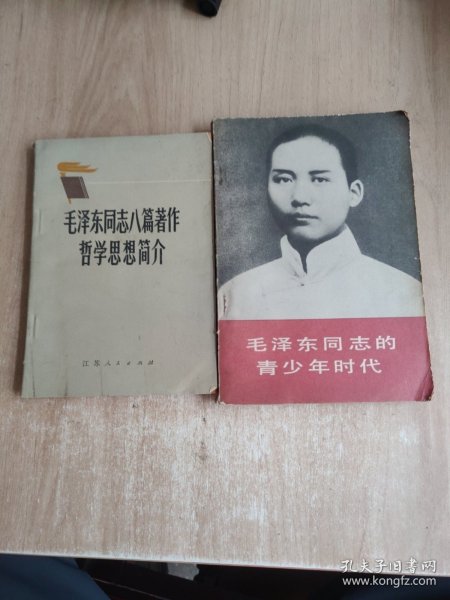 毛泽东同志八篇著作
哲学思想简介
江苏人民出版社
毛泽东同志的
青少年时代
孔夫子旧书网
www.kongfz.com